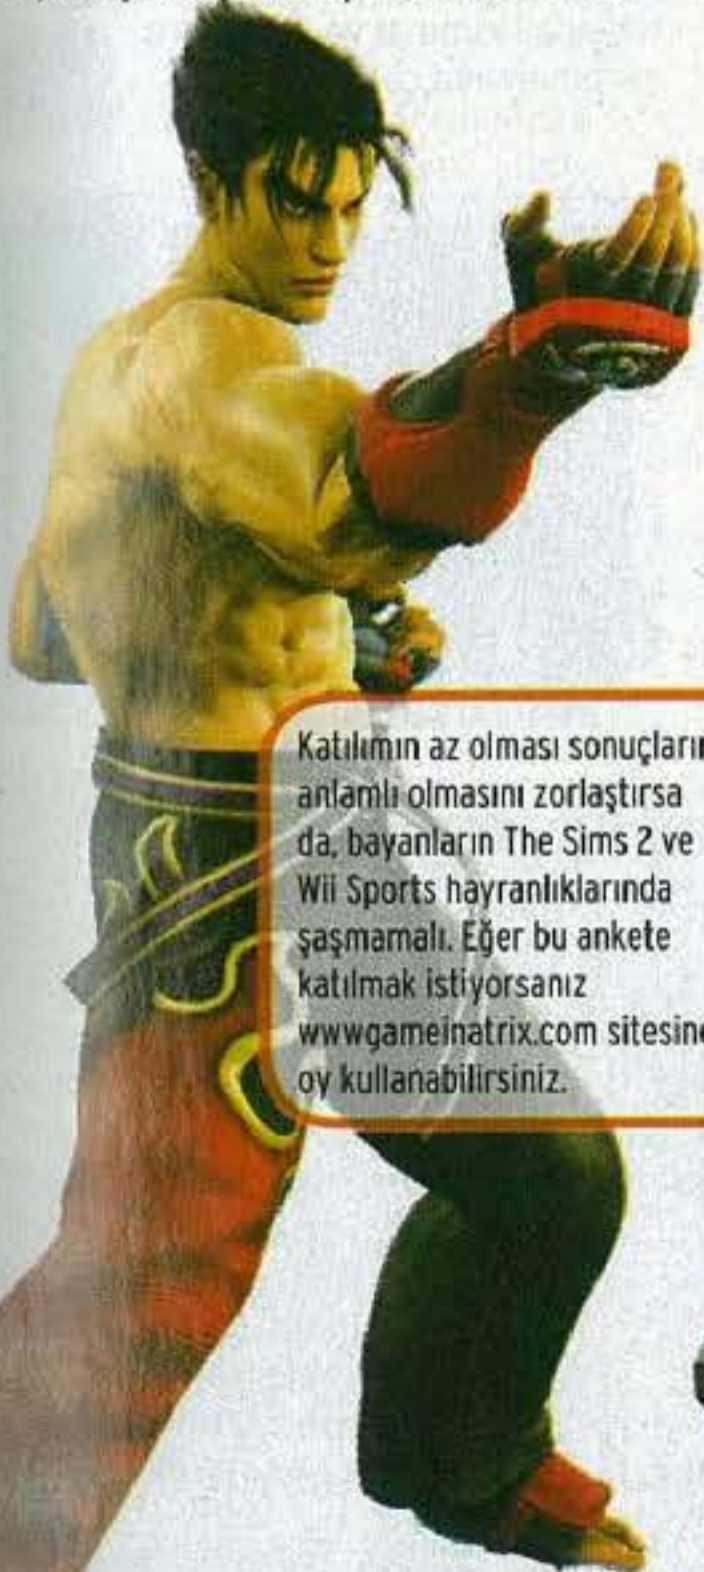 Katılımın az olması sonuçların
anlamlı olmasını zorlaştırsa
da, bayanların The Sims 2 ve
Wii Sports hayranlıklarında
şaşmamalı. Eğer bu ankete
katılmak istiyorsanız
wwwgameinatrix.com sitesine
oy kullanabilirsiniz.